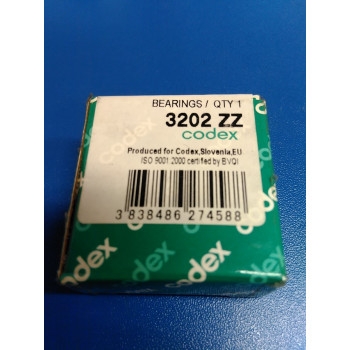 BEARINGS / QTY 1
3202 ZZ
codex
Produced for Codex,Slovenia,EU
ISO 9001:2000 certified by BVQI
3 838486 274588
codex
codex
codex